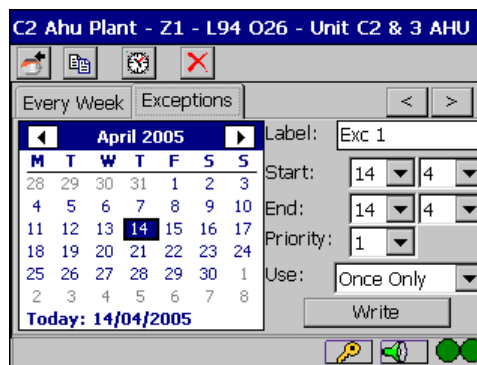 C2 Ahu Plant - Z1 - L94 O26 - Unit C2 & 3 AHU
Every Week Exceptions < >
April 2005
M T W T F S S
28 29 30 31 1 2 3
4 5 6 7 8 9 10
11 12 13 14 15 16 17
18 19 20 21 22 23 24
25 26 27 28 29 30 1
2 3 4 5 6 7 8
Today: 14/04/2005
Label: Exc 1
Start: 14 4
End: 14 4
Priority: 1
Use: Once Only
Write